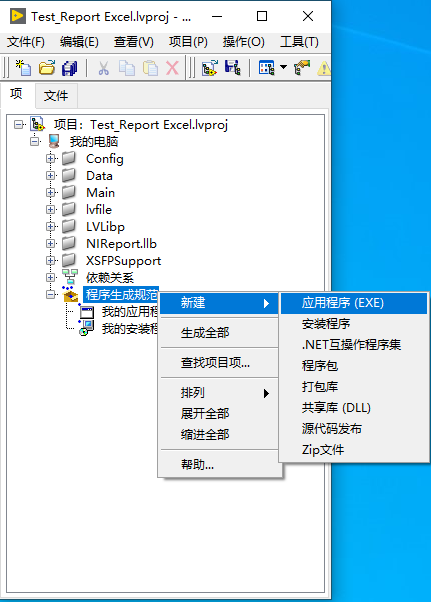 Test_Report Excel.lvproj - ...
文件(F) 编辑(E) 查看(V) 项目(P) 操作(O) 工具(T)
项 文件
项目：Test_Report Excel.lvproj
我的电脑
Config
Data
Main
lvfile
LVLibp
NIReport.llb
XSFPSupport
依赖关系
程序生成规范
我的应用程
我的安装程
新建
生成全部
查找项目项...
排列
展开全部
缩进全部
帮助...
应用程序 (EXE)
安装程序
.NET互操作程序集
程序包
打包库
共享库 (DLL)
源代码发布
Zip文件